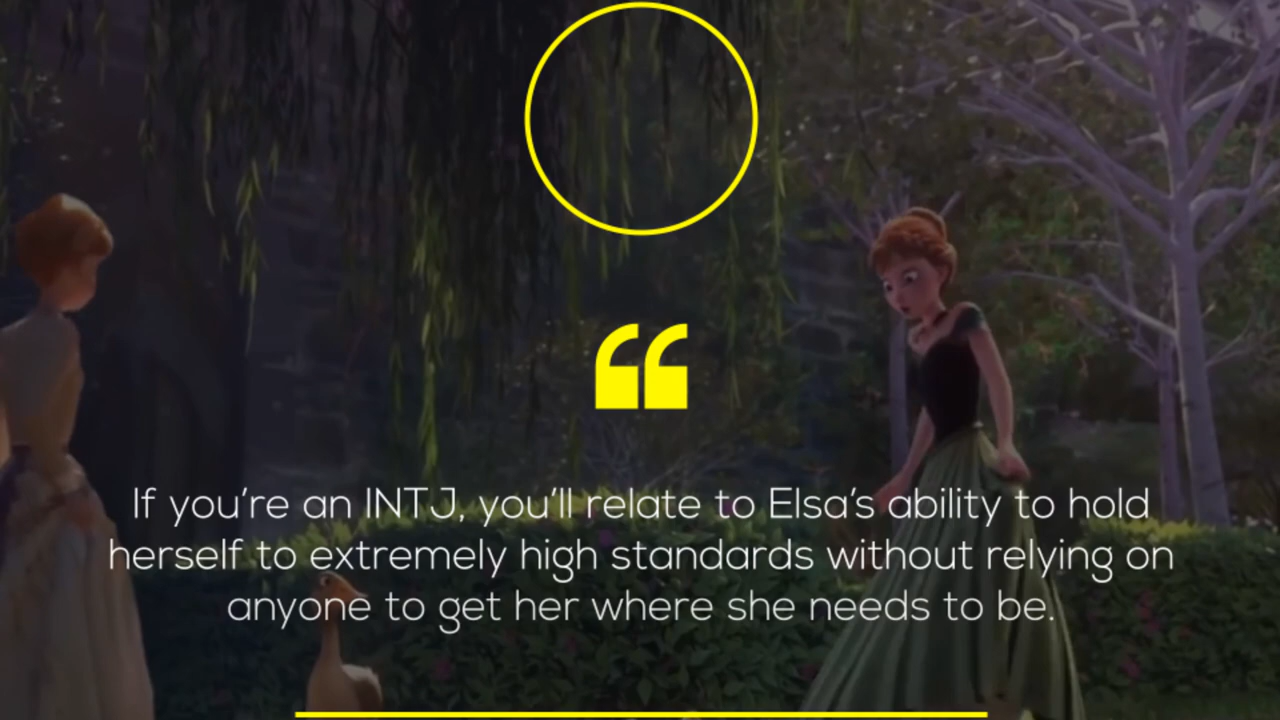 “
If you’re an INTJ, you’ll relate to Elsa’s ability to hold
herself to extremely high standards without relying on
anyone to get her where she needs to be.